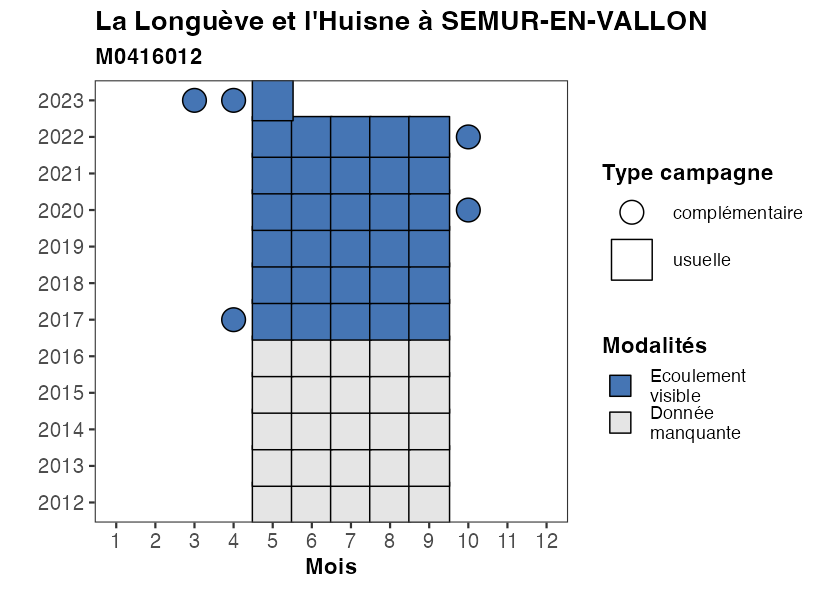 La Longuève et l'Huisne à SEMUR-EN-VALLON
M0416012
2023
2022
2021
2020
2019
2018
2017
2016
2015
2014
2013
2012
1 2 3 4 5 6 7 8 9 10 11 12
Mois
Type campagne
complémentaire
usuelle
Modalités
Ecoulement
visible
Donnée
manquante